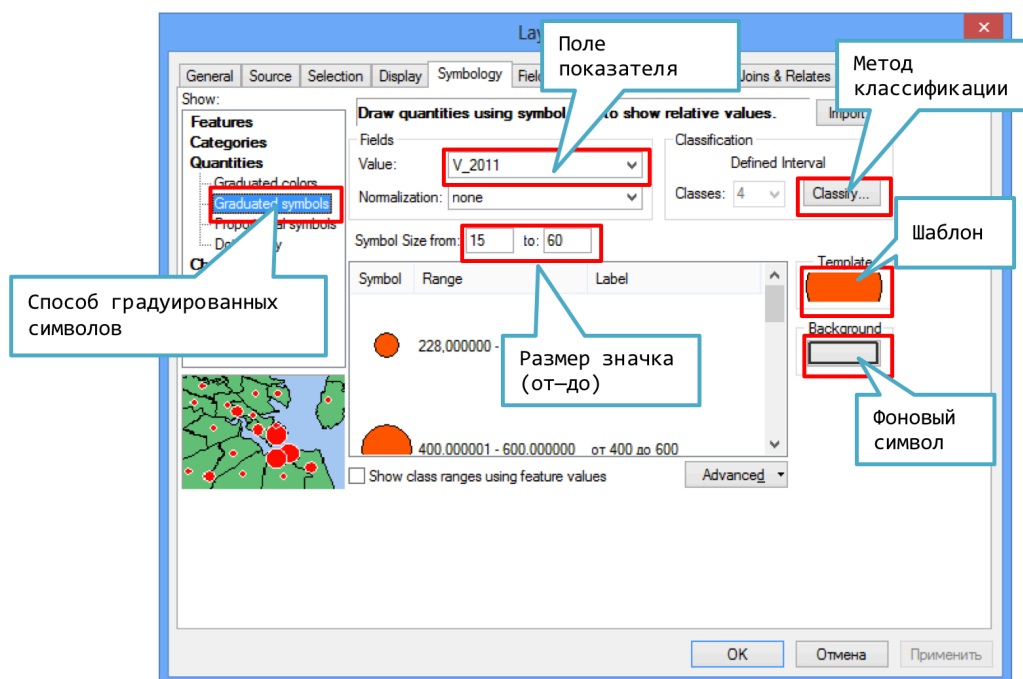 Lay
General Source Selection Display Symbology Joins & Relates
Поле
показателя
Метод
классификации
Show:
Features
Categories
Quantities
Graduated colors
Graduated symbols
symbols
Draw quantities using to show relative values.
Fields
Value: V_2011
Normalization: none
Classification
Defined Interval
Classes: 4 Classify...
Symbol Size from: 15 to: 60
Шаблон
Template
Symbol Range Label
Способ градуированных
символов
228,000000 -
Размер значка
(от—до)
Background
Фоновый
символ
400.000001 - 600.000000 от 400 до 600
Show class ranges using feature values
Advanced
OK Отмена Применить